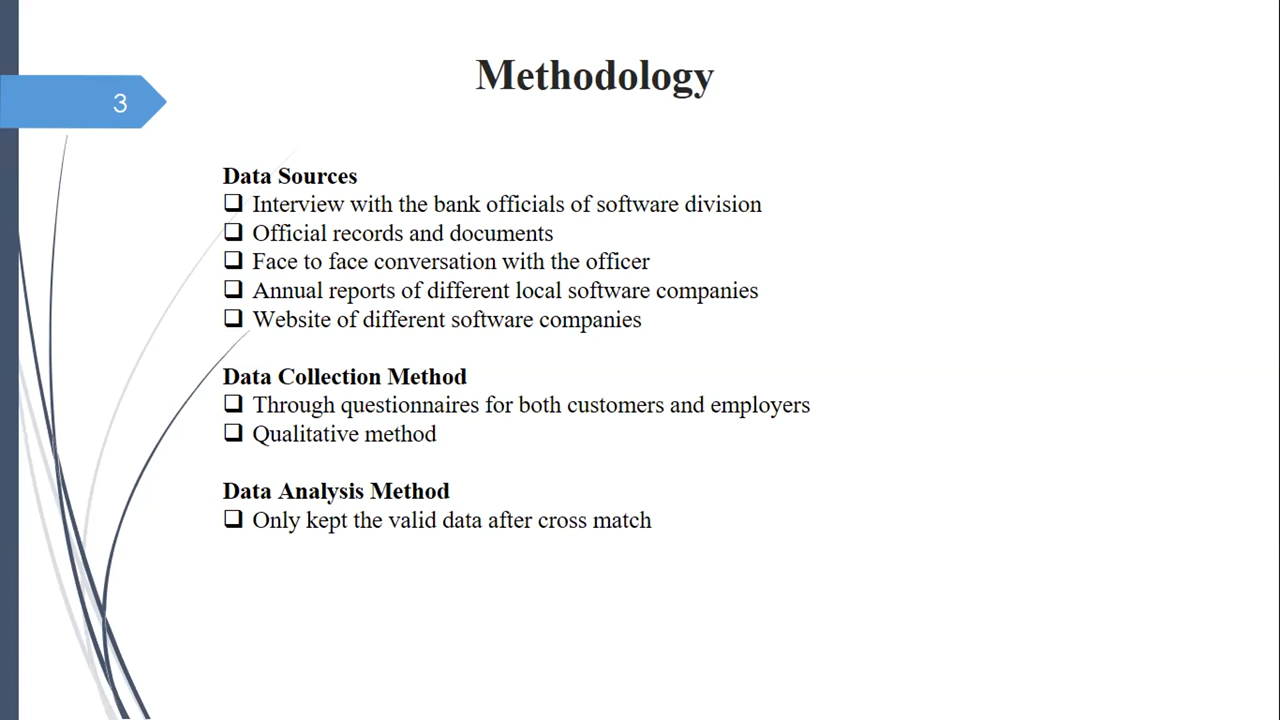 Methodology
3
Data Sources
❑ Interview with the bank officials of software division
❑ Official records and documents
❑ Face to face conversation with the officer
❑ Annual reports of different local software companies
❑ Website of different software companies
Data Collection Method
❑ Through questionnaires for both customers and employers
❑ Qualitative method
Data Analysis Method
❑ Only kept the valid data after cross match